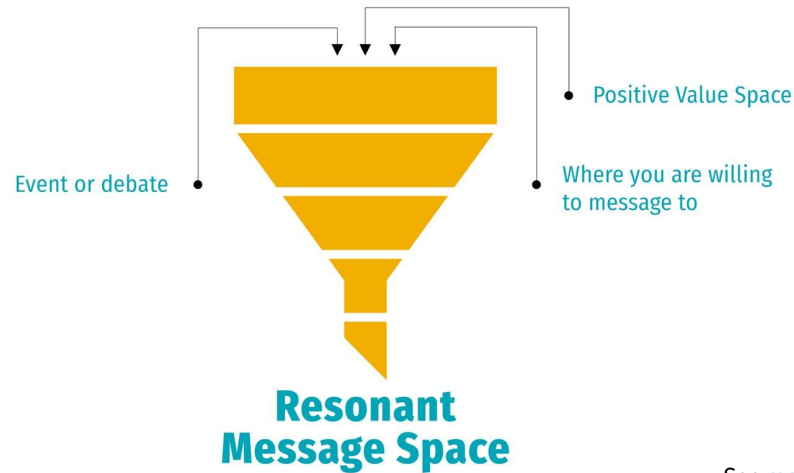 Positive Value Space
Event or debate
Where you are willing
to message to
Resonant
Message Space